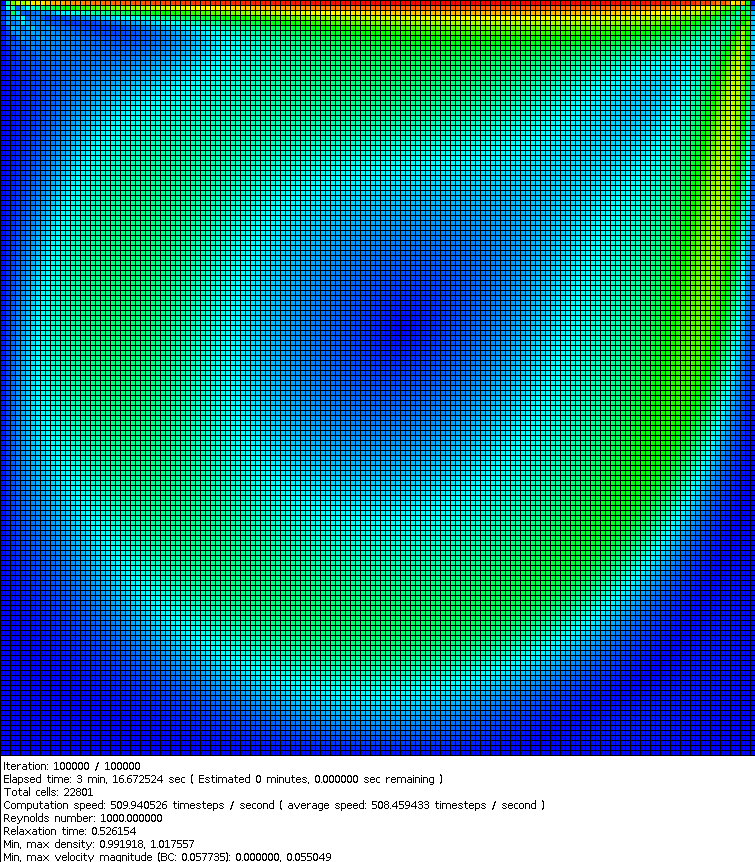 Iteration: 100000 / 100000
Elapsed time: 3 min, 16.672524 sec ( Estimated 0 minutes, 0.000000 sec remaining )
Total cells: 22801
Computation speed: 509.940526 timesteps / second ( average speed: 508.459433 timesteps / second )
Reynolds number: 1000.000000
Relaxation time: 0.526154
Min, max density: 0.991918, 1.017557
Min, max velocity magnitude (BC: 0.057735): 0.000000, 0.055049